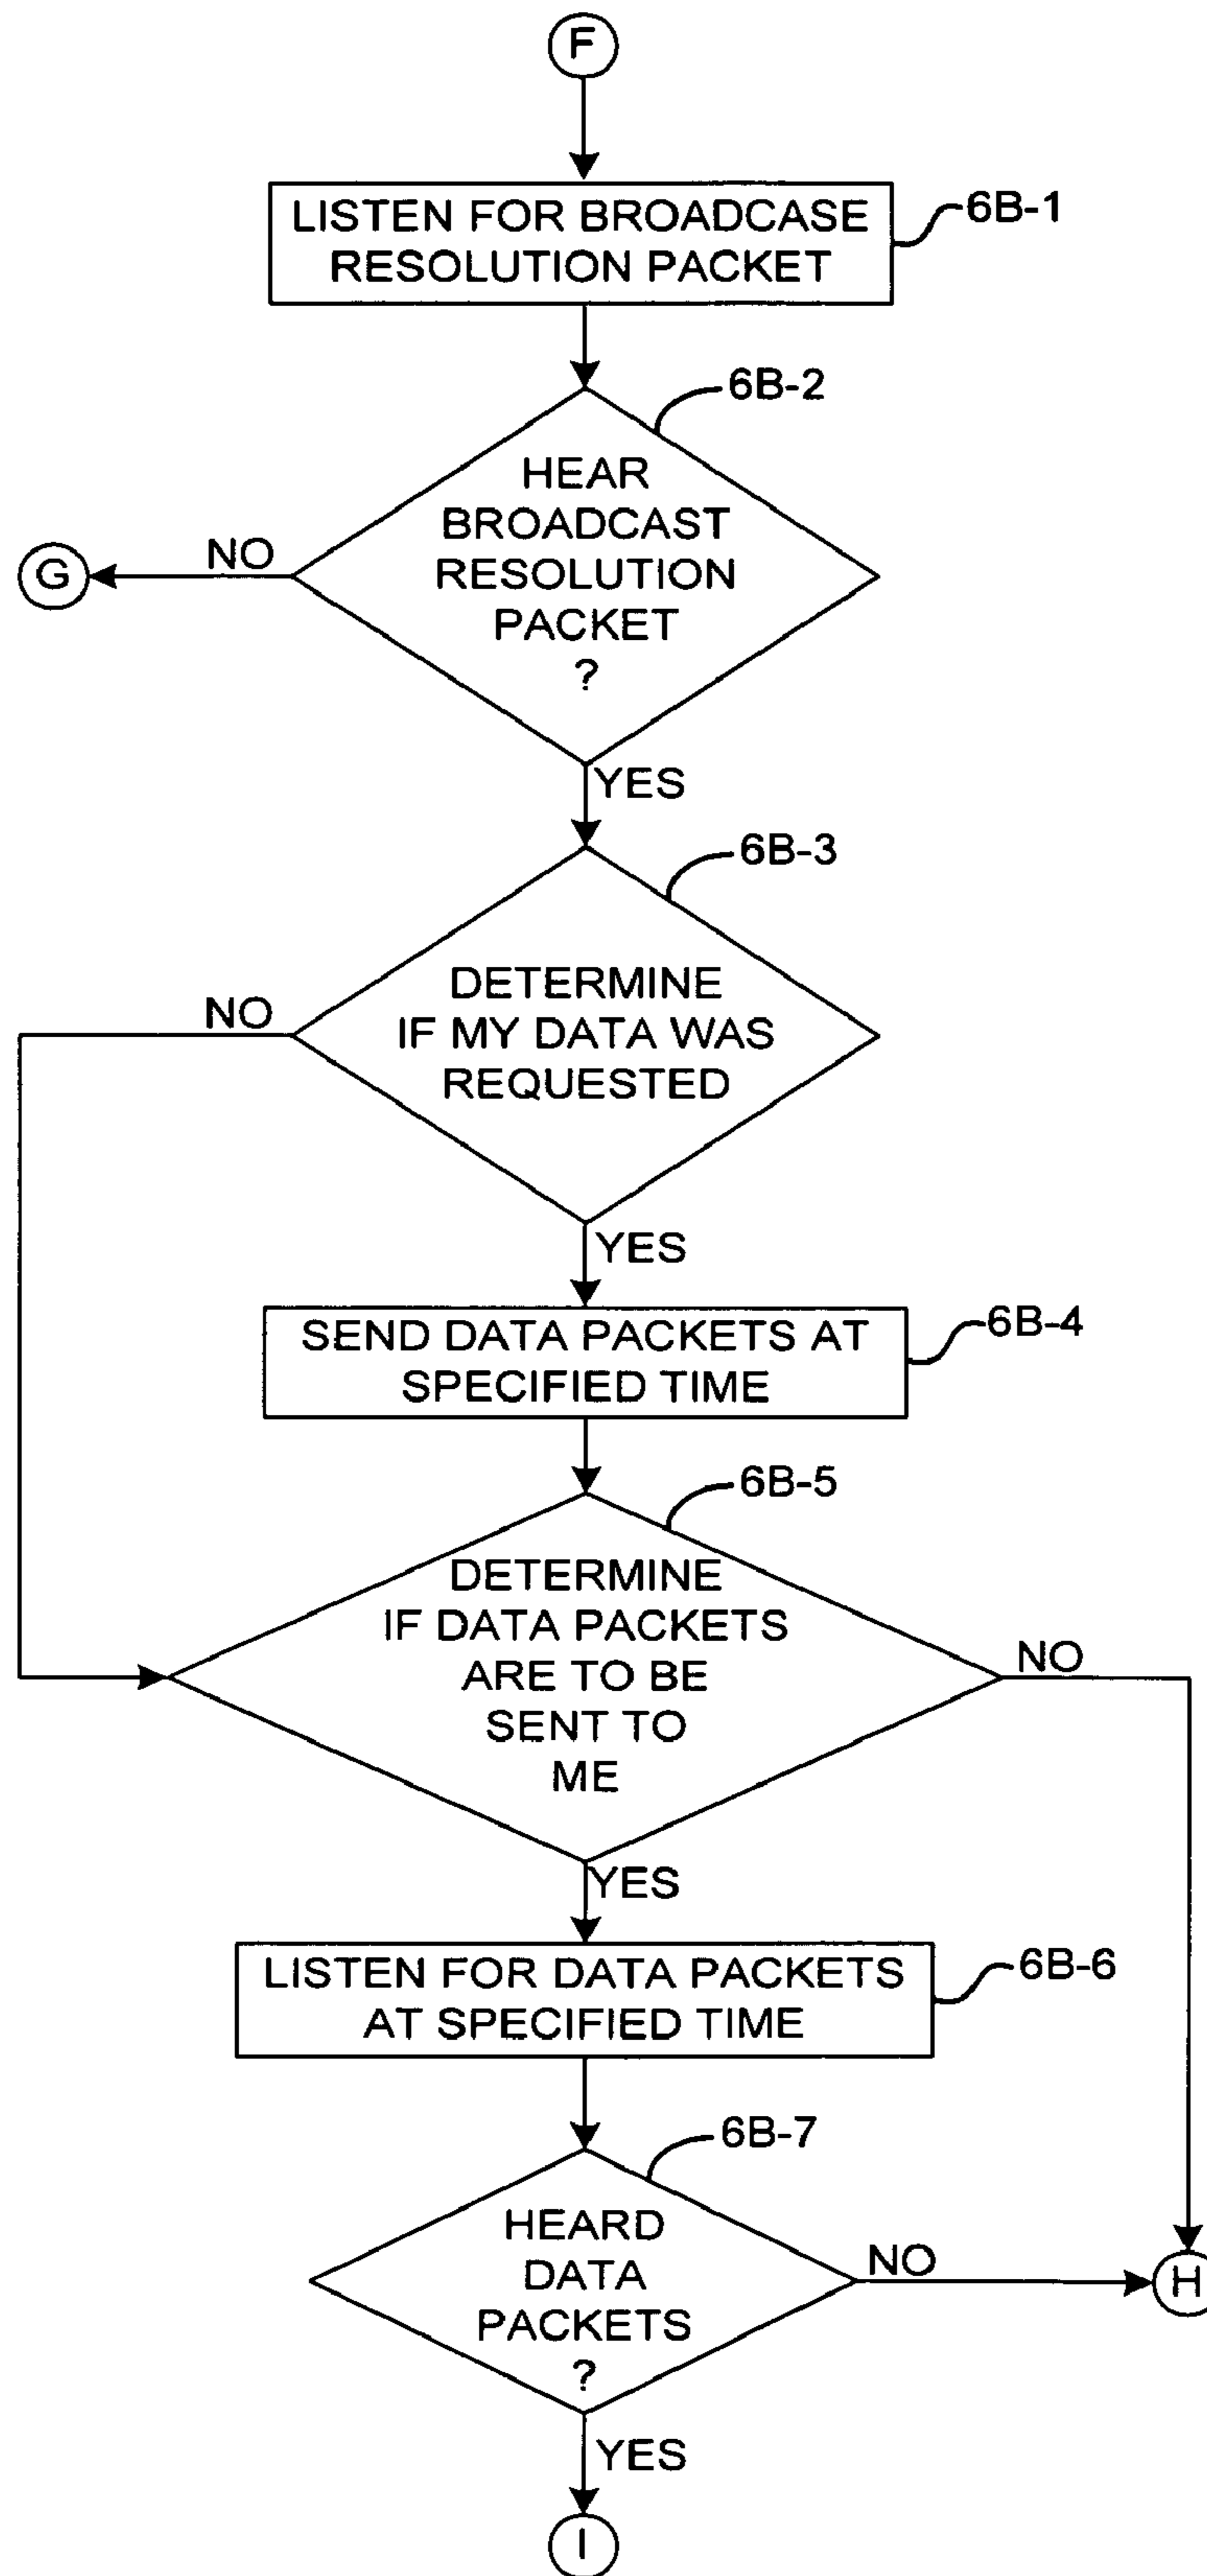 F
LISTEN FOR BROADCASE
RESOLUTION PACKET
6B-1
6B-2
HEAR
BROADCAST
RESOLUTION
PACKET
?
NO
G
YES
6B-3
DETERMINE
IF MY DATA WAS
REQUESTED
NO
YES
SEND DATA PACKETS AT
SPECIFIED TIME
6B-4
6B-5
DETERMINE
IF DATA PACKETS
ARE TO BE
SENT TO
ME
NO
YES
LISTEN FOR DATA PACKETS
AT SPECIFIED TIME
6B-6
6B-7
HEARD
DATA
PACKETS
?
NO
H
YES
I